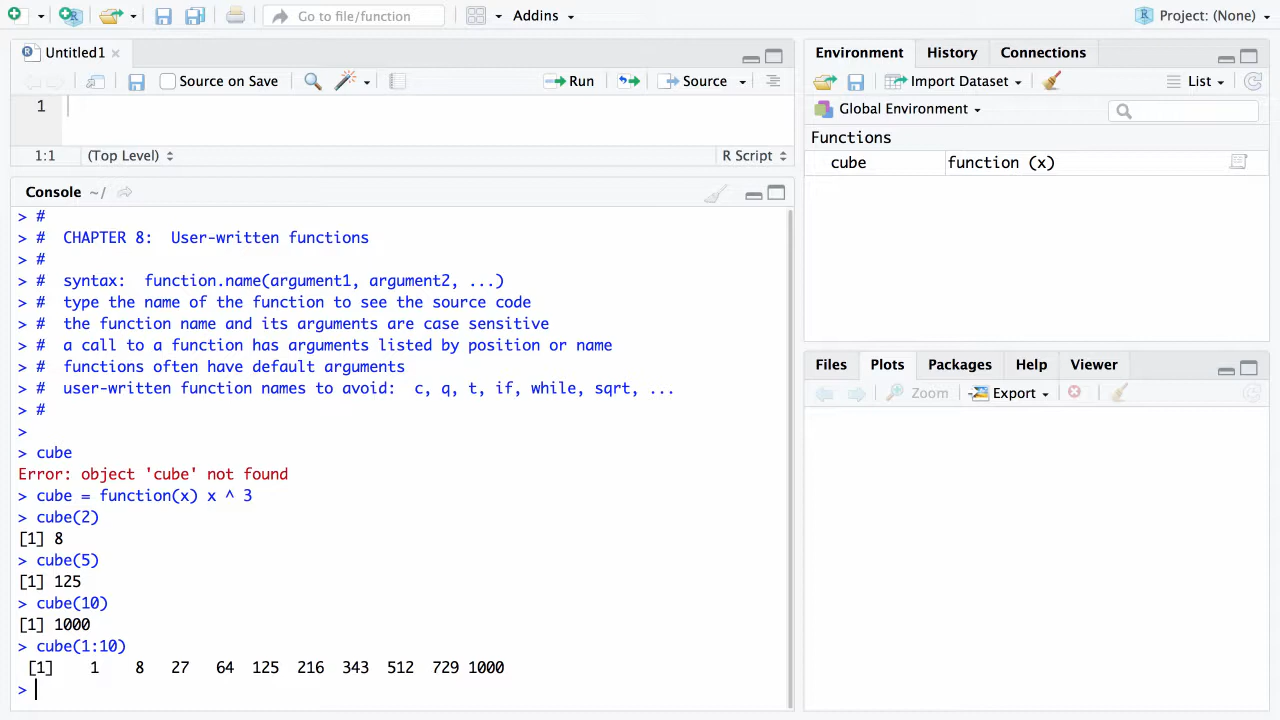 Go to file/function
Addins
Project: (None)
Untitled1
Source on Save
Run
Source
1
1:1 (Top Level)
R Script
Console ~/
> #
> #  CHAPTER 8:  User-written functions
> #
> #  syntax:  function.name(argument1, argument2, ...)
> #  type the name of the function to see the source code
> #  the function name and its arguments are case sensitive
> #  a call to a function has arguments listed by position or name
> #  functions often have default arguments
> #  user-written function names to avoid:  c, q, t, if, while, sqrt, ...
> #
>
> cube
Error: object 'cube' not found
> cube = function(x) x ^ 3
> cube(2)
[1] 8
> cube(5)
[1] 125
> cube(10)
[1] 1000
> cube(1:10)
[1]    1    8   27   64  125  216  343  512  729 1000
>
Environment History Connections
Import Dataset
List
Global Environment
Functions
cube function (x)
Files Plots Packages Help Viewer
Zoom Export